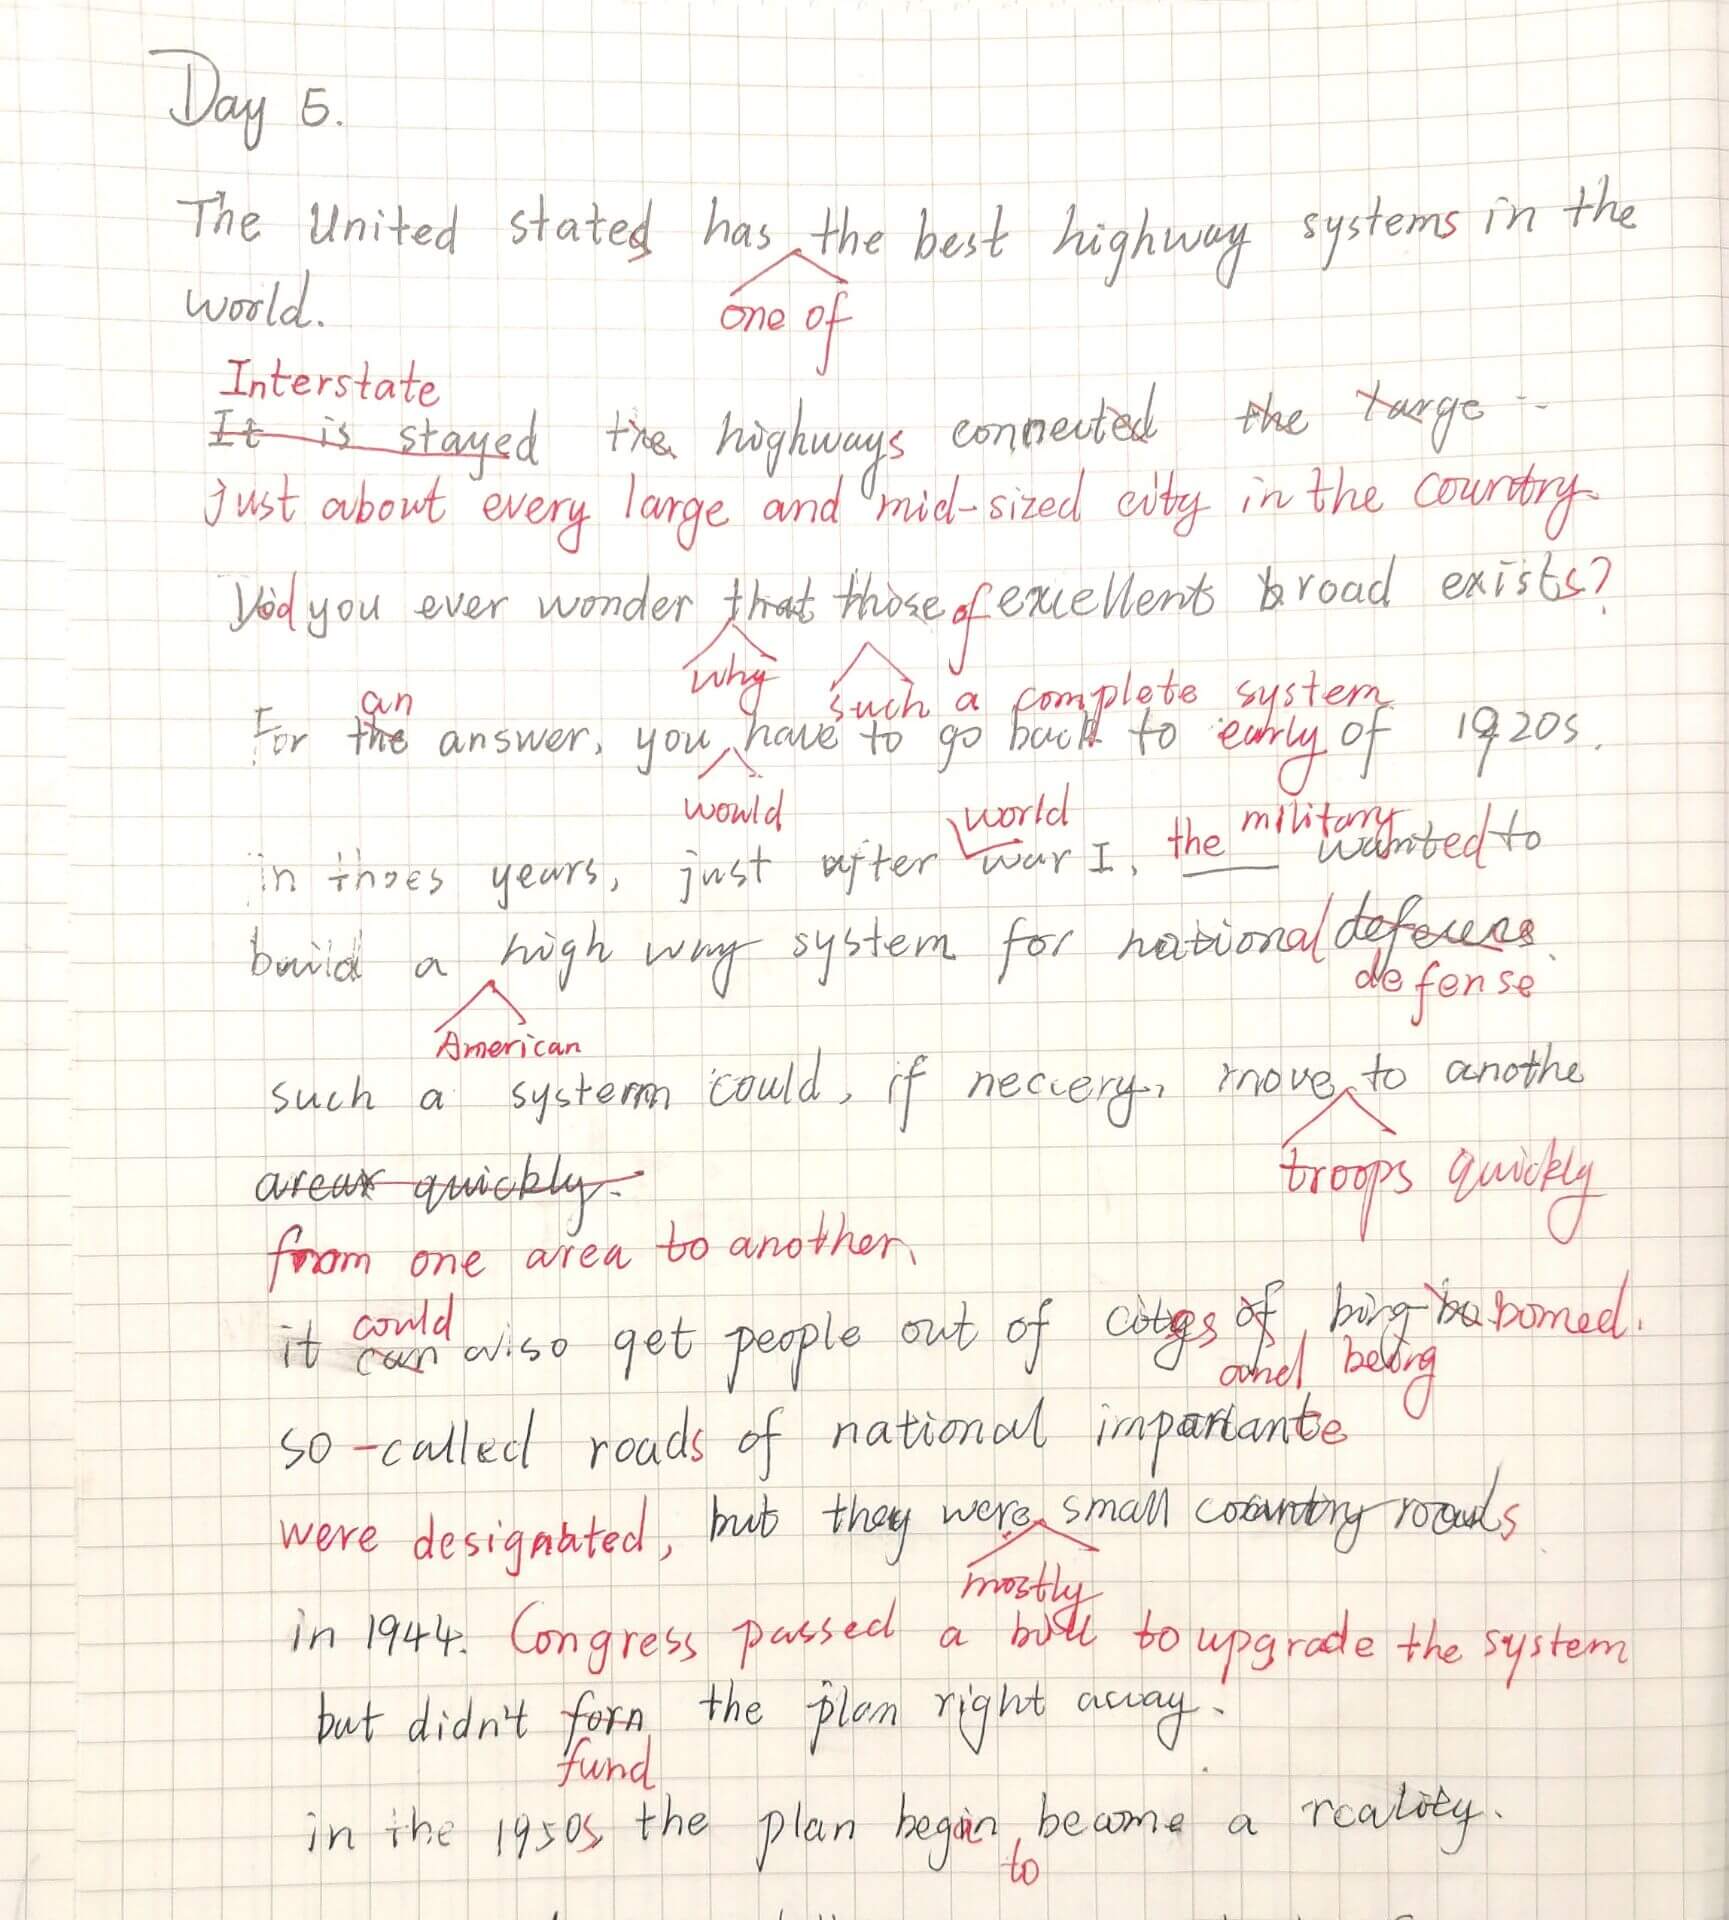 Day 5.
The United states has the best highway systems in the
world.
one of
Interstate
It is stayed the highways connected the large
just about every large and mid-sized city in the country.
Did you ever wonder that those of excellent broad exists?
why
such a complete system
an
For the answer, you have to go back to early of 1920s.
would
world
the military
in thoes years, just after war I, wanted to
build a high way system for national
defense
American
such a system could, if neccery, move to anothe
troops quickly
area quickly.
from one area to another.
could
it can also get people out of of bing bomed.
and being
so-called roads of national importante
were designated, but they were small country roads
mostly
in 1944. Congress passed a bill to upgrade the system
but didn't forn the plan right away.
fund
in the 1950s the plan begin become a reality.
to